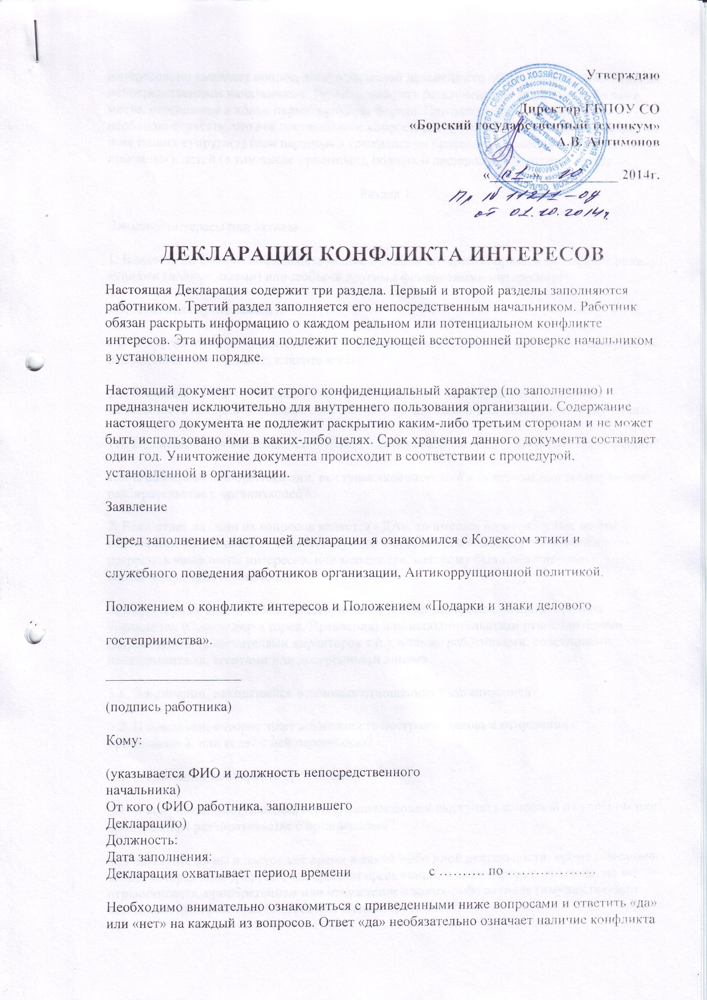 Утверждаю
Директор ГБПОУ СО
«Борский государственный техникум»
А.В. Антимонов
« 01 » 10 2014г.
Пр № 112/1-од
от 01.10.2014г.
ДЕКЛАРАЦИЯ КОНФЛИКТА ИНТЕРЕСОВ
Настоящая Декларация содержит три раздела. Первый и второй разделы заполняются
работником. Третий раздел заполняется его непосредственным начальником. Работник
обязан раскрыть информацию о каждом реальном или потенциальном конфликте
интересов. Эта информация подлежит последующей всесторонней проверке начальником
в установленном порядке.
Настоящий документ носит строго конфиденциальный характер (по заполнению) и
предназначен исключительно для внутреннего пользования организации. Содержание
настоящего документа не подлежит раскрытию каким-либо третьим сторонам и не может
быть использовано ими в каких-либо целях. Срок хранения данного документа составляет
один год. Уничтожение документа происходит в соответствии с процедурой,
установленной в организации.
Заявление
Перед заполнением настоящей декларации я ознакомился с Кодексом этики и
служебного поведения работников организации, Антикоррупционной политикой,
Положением о конфликте интересов и Положением «Подарки и знаки делового
гостеприимства».
____________________
(подпись работника)
Кому:
(указывается ФИО и должность непосредственного
начальника)
От кого (ФИО работника, заполнившего
Декларацию)
Должность:
Дата заполнения:
Декларация охватывает период времени с ………. по ……………….
Необходимо внимательно ознакомиться с приведенными ниже вопросами и ответить «да»
или «нет» на каждый из вопросов. Ответ «да» необязательно означает наличие конфликта